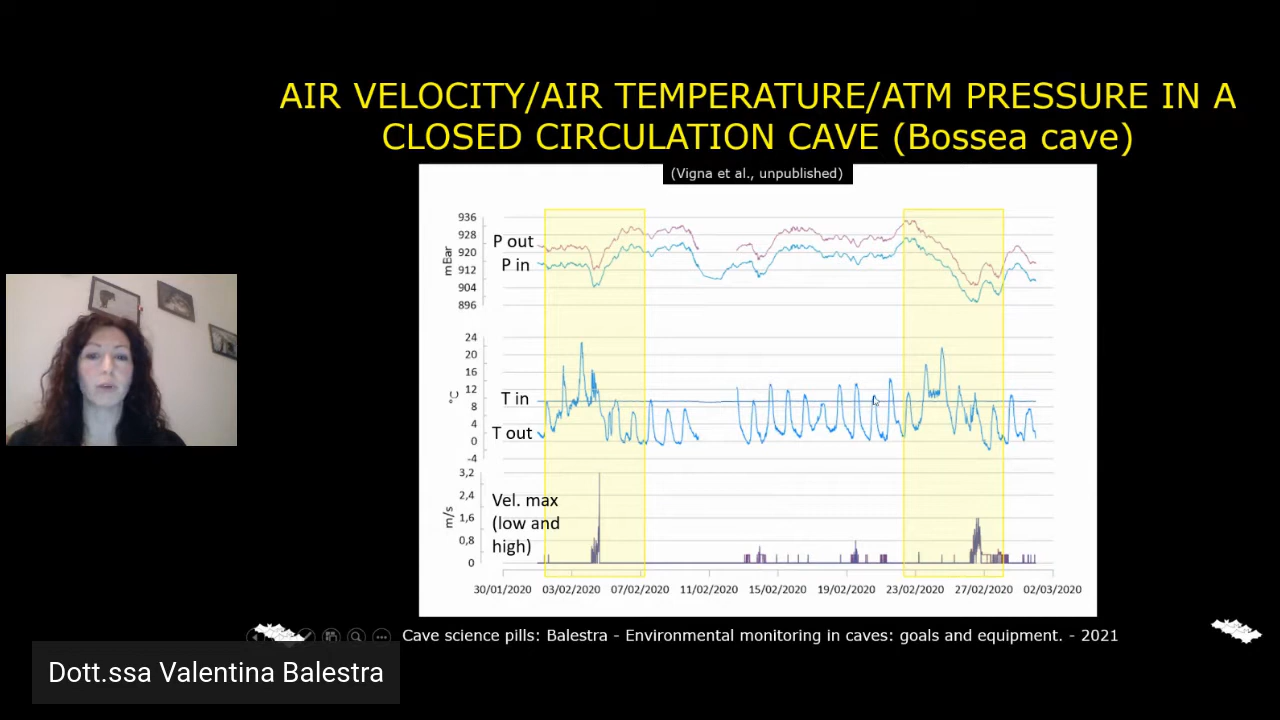 AIR VELOCITY/AIR TEMPERATURE/ATM PRESSURE IN A
CLOSED CIRCULATION CAVE (Bossea cave)
(Vigna et al., unpublished)
936
928
920
912
904
896
mBar
P out
P in
24
20
16
12
8
4
0
-4
°C
T in
T out
3,2
2,4
1,6
0,8
0
m/s
Vel. max
(low and
high)
30/01/2020 03/02/2020 07/02/2020 11/02/2020 15/02/2020 19/02/2020 23/02/2020 27/02/2020 02/03/2020
Cave science pills: Balestra - Environmental monitoring in caves: goals and equipment. - 2021
Dott.ssa Valentina Balestra